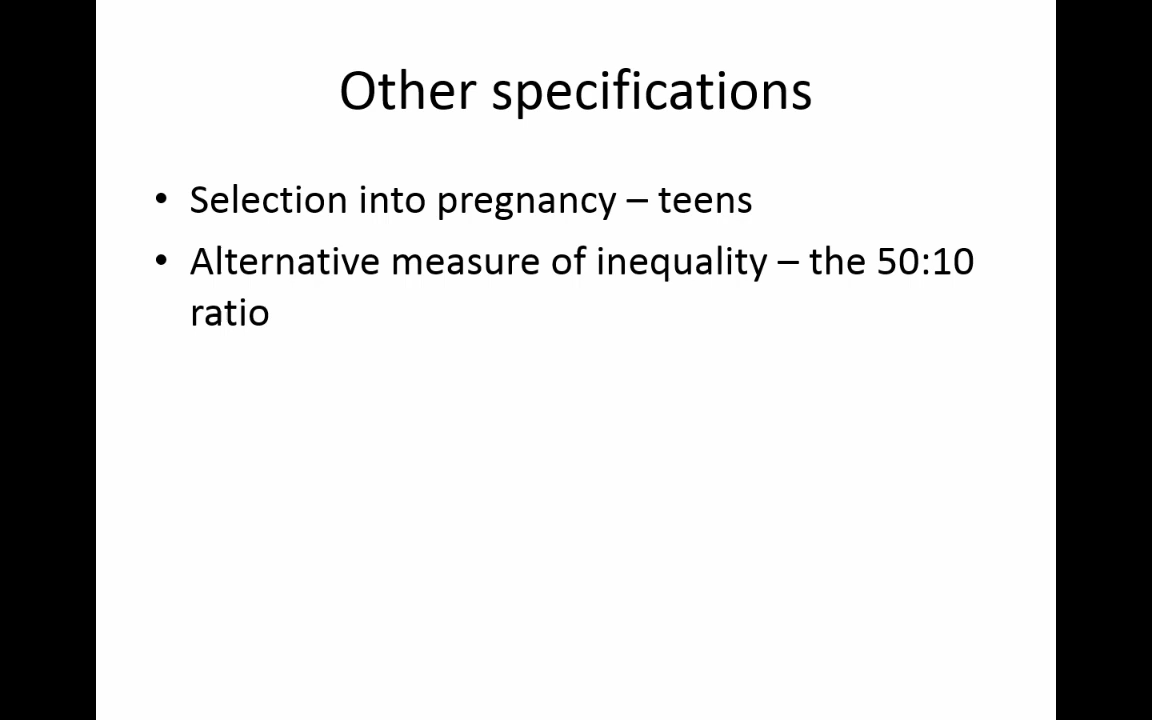 Other specifications
• Selection into pregnancy – teens
• Alternative measure of inequality – the 50:10
ratio